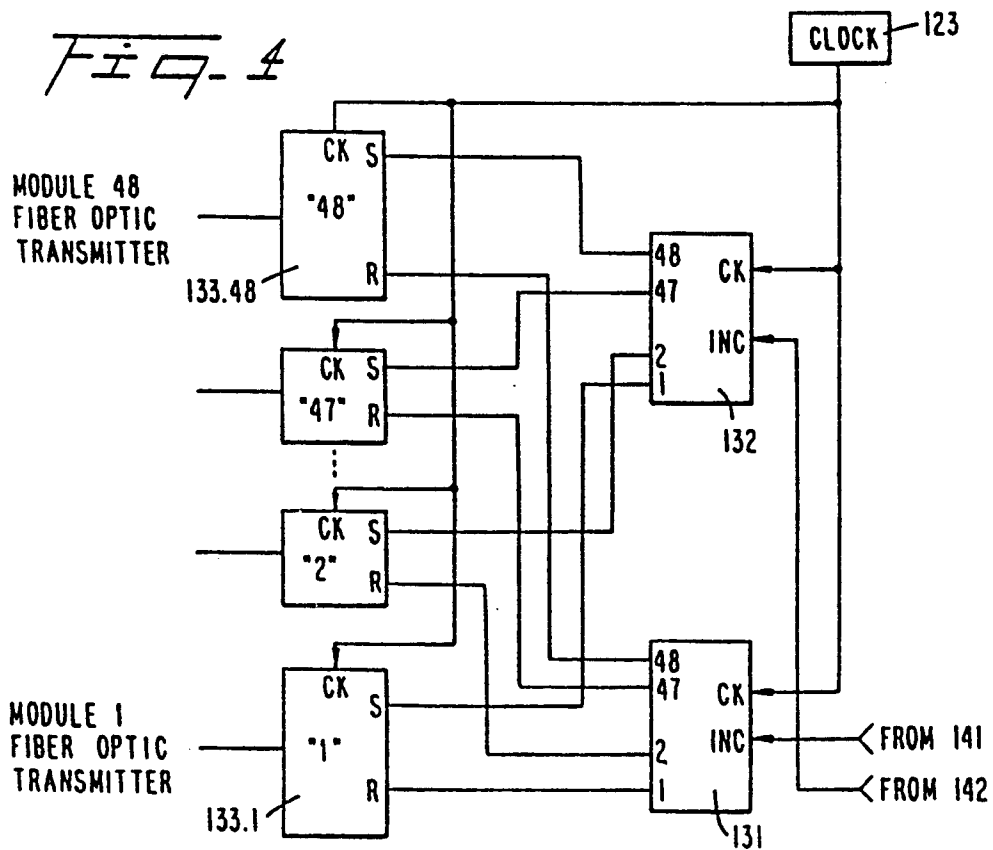 Fig. 4
CLOCK
123
CK S
"48"
R
MODULE 48
FIBER OPTIC
TRANSMITTER
133.48
48
47
2
1
CK
INC
132
CK S
"47"
R
CK S
"2"
R
CK
S
"1"
R
MODULE 1
FIBER OPTIC
TRANSMITTER
133.1
48
47
2
1
CK
INC
131
FROM 141
FROM 142